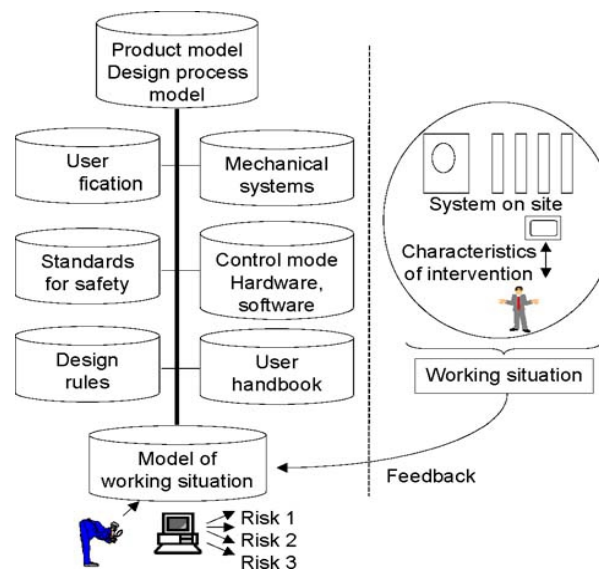 Product model
Design process
model
User
fication
Mechanical
systems
Standards
for safety
Control mode
Hardware,
software
Design
rules
User
handbook
Model of
working situation
Risk 1
Risk 2
Risk 3
System on site
Characteristics
of intervention
Working situation
Feedback